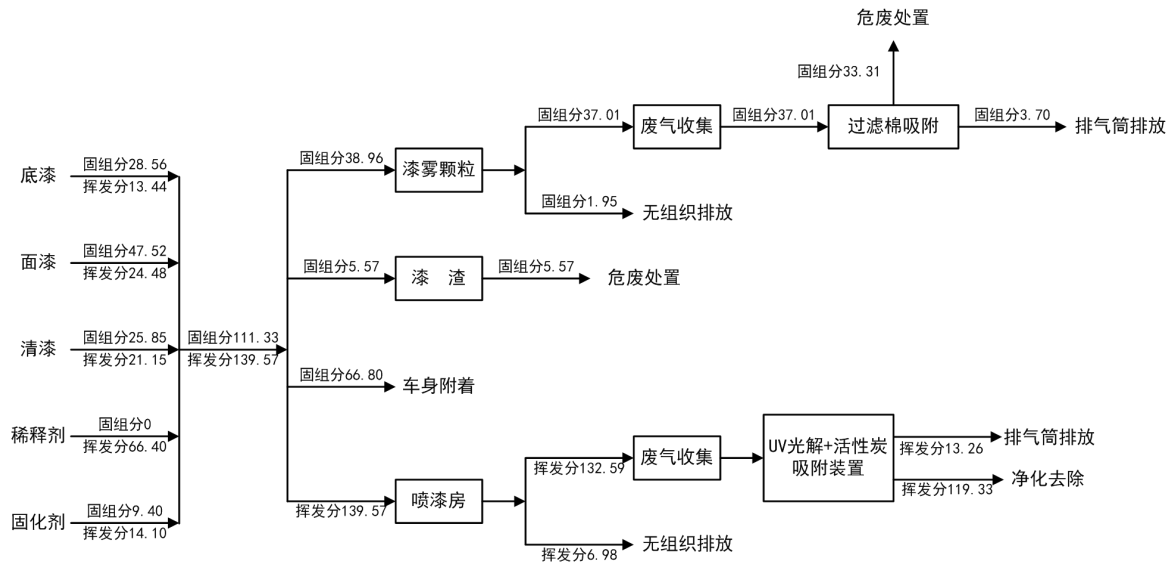 危废处置
固组分33.31
固组分37.01
废气收集
固组分37.01
过滤棉吸附
固组分3.70
排气筒排放
底漆
固组分28.56
挥发分13.44
固组分38.96
漆雾颗粒
固组分1.95
无组织排放
面漆
固组分47.52
挥发分24.48
固组分5.57
漆 渣
固组分5.57
危废处置
清漆
固组分25.85
挥发分21.15
固组分111.33
挥发分139.57
固组分66.80
车身附着
稀释剂
固组分0
挥发分66.40
挥发分132.59
废气收集
UV光解+活性炭
吸附装置
挥发分13.26
排气筒排放
挥发分119.33
净化去除
固化剂
固组分9.40
挥发分14.10
挥发分139.57
喷漆房
挥发分6.98
无组织排放